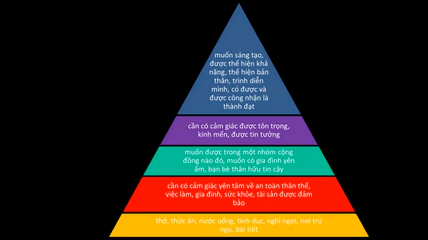 muốn sáng tạo,
được thể hiện khả
năng, thể hiện bản
thân, trình diễn
mình, có được và
được công nhận là
thành đạt
cần có cảm giác được tôn trọng,
kinh mến, được tin tưởng
muốn được trong một nhóm cộng
đồng nào đó, muốn có gia đình yên
ấm, bạn bè thân hữu tin cậy
cần có cảm giác yên tâm về an toàn thân thể,
việc làm, gia đình, sức khỏe, tài sản được đảm
bảo
thở, thức ăn, nước uống, tình dục, nghỉ ngơi, nơi trú
ngụ, bài tiết